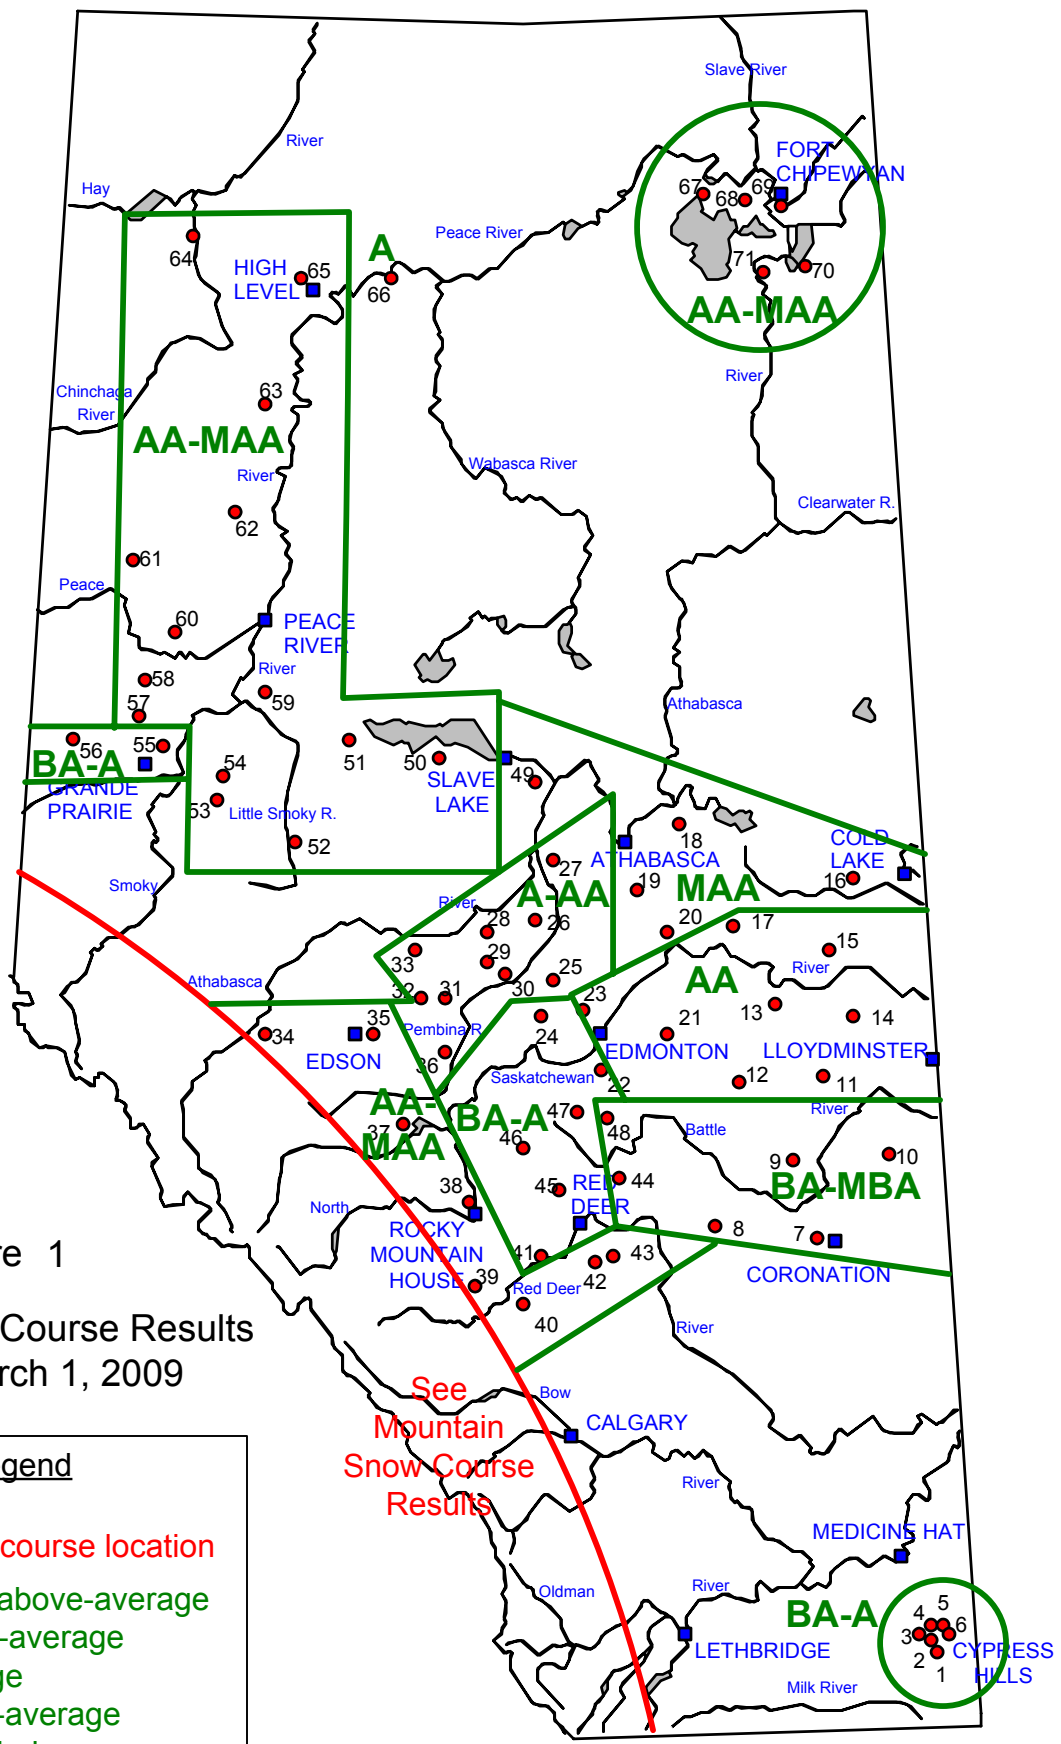 Slave River
FORT
CHIPEWYAN
River
Hay
67
68
69
64
Peace River
A
HIGH
LEVEL
65
66
71
70
AA-MAA
River
Chinchaga
River
63
AA-MAA
River
Wabasca River
Clearwater R.
62
61
Peace
60
PEACE
RIVER
River
58
59
57
Athabasca
56
55
BA-A
GRANDE
PRAIRIE
54
53
Little Smoky R.
52
51
50
SLAVE
LAKE
49
18
ATHABASCA
COLD
LAKE
16
27
19
MAA
Smoky
A-AA
River
28
26
20
17
33
29
15
River
Athabasca
32
31
30
25
AA
23
13
14
34
35
EDSON
Pembina R
24
21
36
EDMONTON
LLOYDMINSTER
Saskatchewan
22
12
11
River
AA-
MAA
37
BA-A
47
48
Battle
46
9
10
BA-MBA
38
45
RED
DEER
44
North
ROCKY
MOUNTAIN
HOUSE
8
7
CORONATION
41
43
42
39
Red Deer
40
re 1
Course Results
rch 1, 2009
River
See
Mountain
Snow Course
Results
Bow
CALGARY
River
gend
course location
above-average
-average
ge
-average
MEDICINE HAT
Oldman
River
BA-A
LETHBRIDGE
4
5
3
6
2
1
CYPRESS
HILLS
Milk River